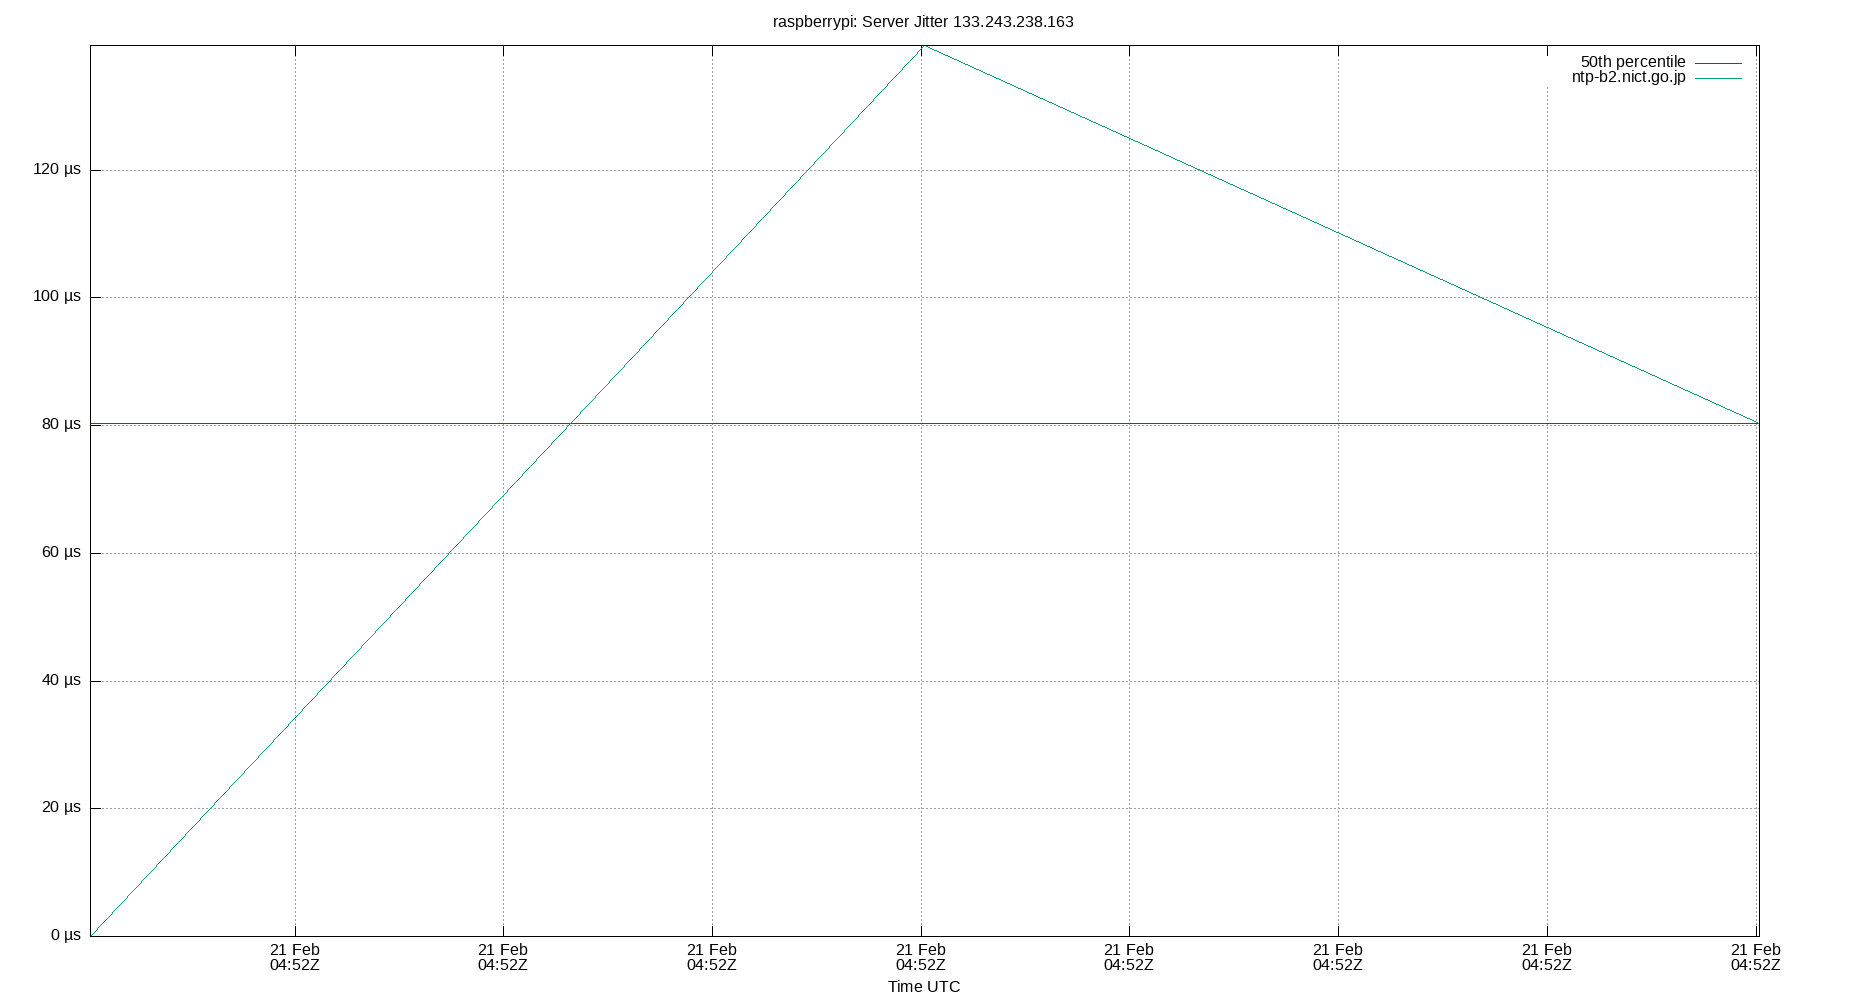 raspberrypi: Server Jitter 133.243.238.163
50th percentile
ntp-b2.nict.go.jp
120 µs
100 µs
80 µs
60 µs
40 µs
20 µs
0 µs
21 Feb
04:52Z
21 Feb
04:52Z
21 Feb
04:52Z
21 Feb
04:52Z
21 Feb
04:52Z
21 Feb
04:52Z
21 Feb
04:52Z
21 Feb
04:52Z
Time UTC